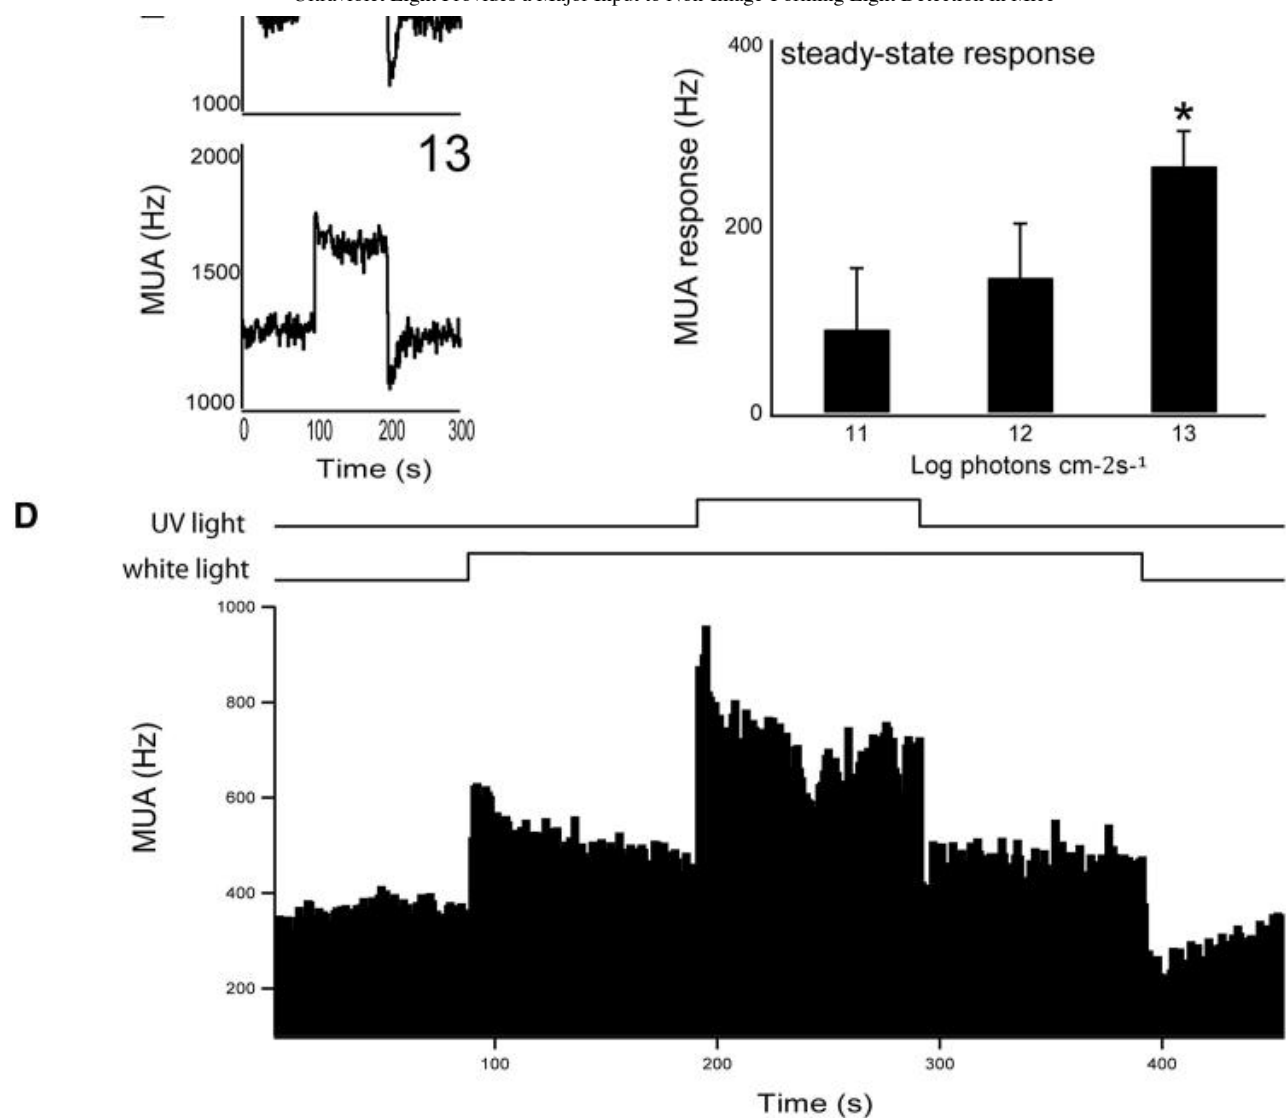 1000
13
2000
1500
1000
MUA (Hz)
0 100 200 300
Time (s)
steady-state response
400
200
0
MUA response (Hz)
*
11 12 13
Log photons cm-2s-¹
D
UV light
white light
1000
800
600
400
200
MUA (Hz)
100 200 300 400
Time (s)